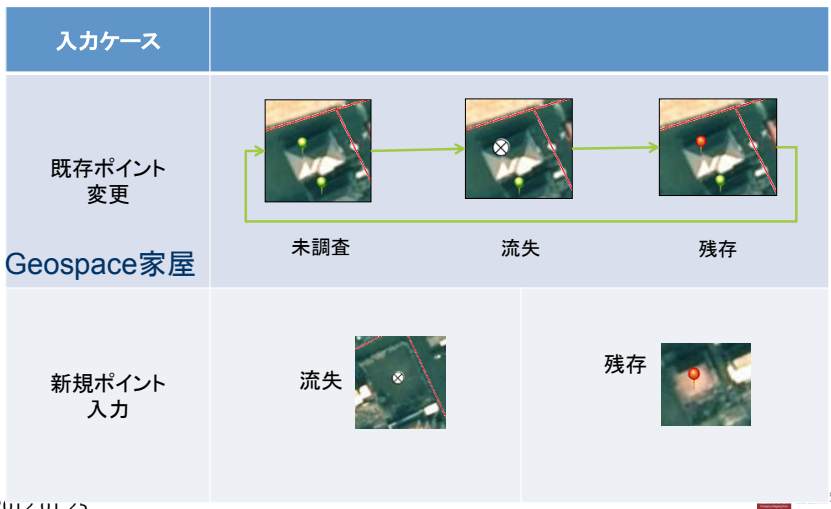 入力ケース
既存ポイント
変更
未調査
流失
残存
Geospace家屋
新規ポイント
入力
流失
残存